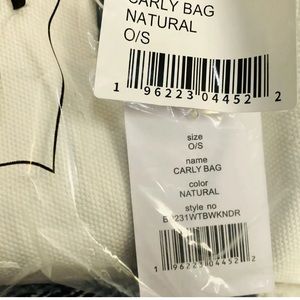 CARLY BAG
NATURAL
O/S
1 96223 04452 2
size
O/S
name
CARLY BAG
color
NATURAL
style no
1 96223 04452 2